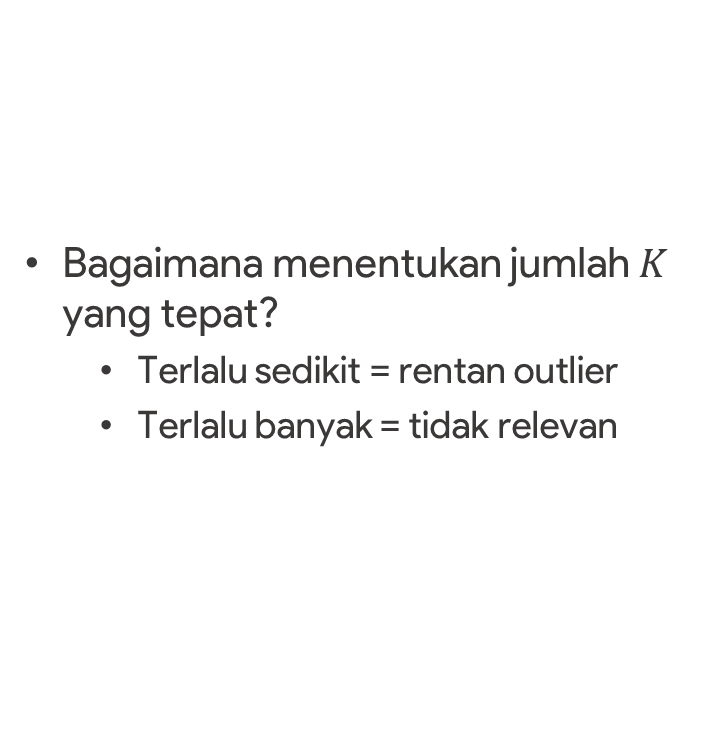 • Bagaimana menentukan jumlah K
yang tepat?
• Terlalu sedikit = rentan outlier
• Terlalu banyak = tidak relevan